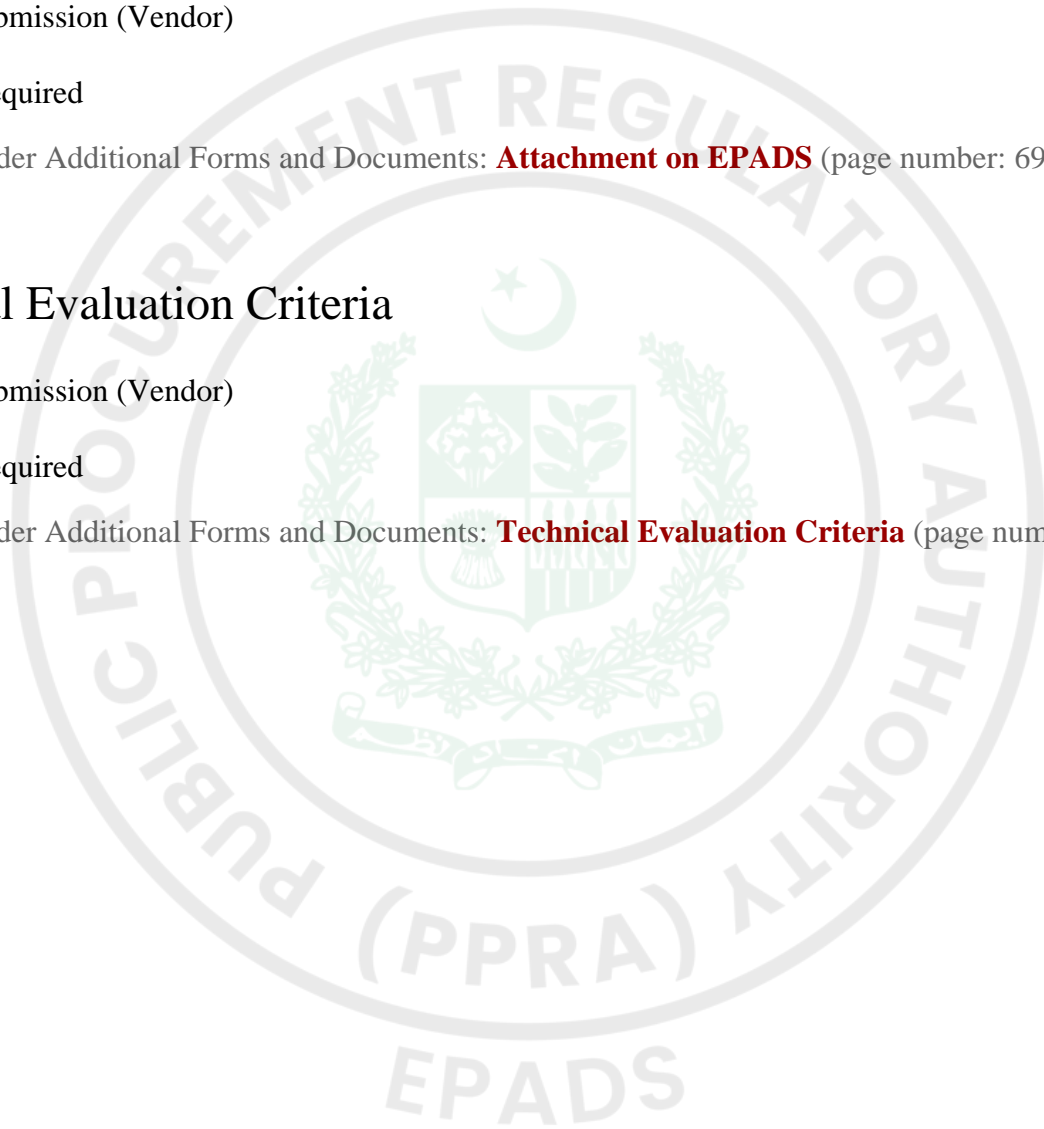 bmission (Vendor)
equired
der Additional Forms and Documents: Attachment on EPADS (page number: 69
l Evaluation Criteria
bmission (Vendor)
equired
der Additional Forms and Documents: Technical Evaluation Criteria (page num
PUBLIC PROCUREMENT REGULATORY AUTHORITY
(PPRA)
EPADS